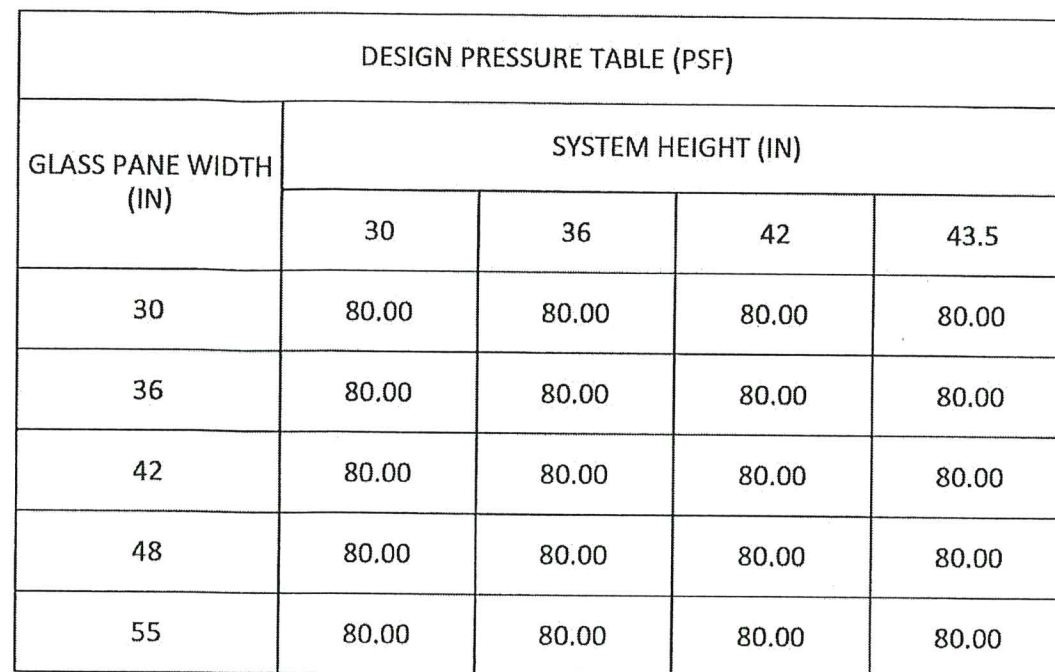 DESIGN PRESSURE TABLE (PSF)
GLASS PANE WIDTH
(IN)
SYSTEM HEIGHT (IN)
30 36 42 43.5
30 80.00 80.00 80.00 80.00
36 80.00 80.00 80.00 80.00
42 80.00 80.00 80.00 80.00
48 80.00 80.00 80.00 80.00
55 80.00 80.00 80.00 80.00